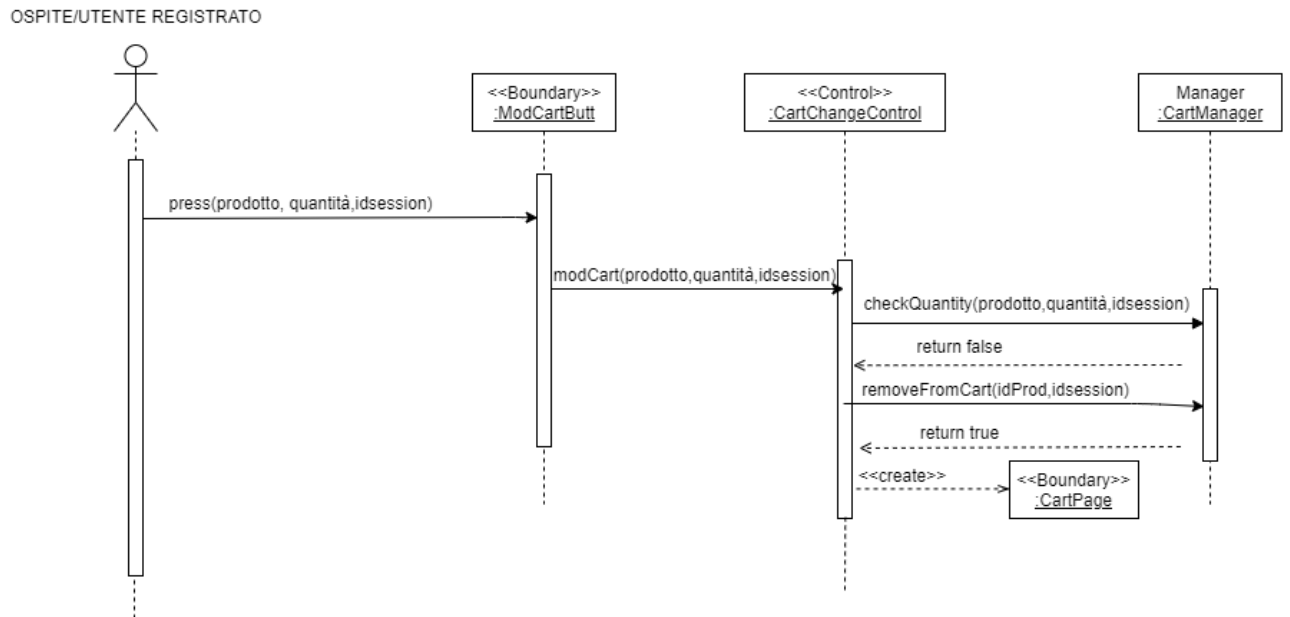 OSPITE/UTENTE REGISTRATO
<<Boundary>>
:ModCartButt
<<Control>>
:CartChangeControl
Manager
:CartManager
press(prodotto, quantità,idsession)
modCart(prodotto,quantità,idsession)
checkQuantity(prodotto,quantità,idsession)
return false
removeFromCart(idProd,idsession)
return true
<<create>>
<<Boundary>>
:CartPage